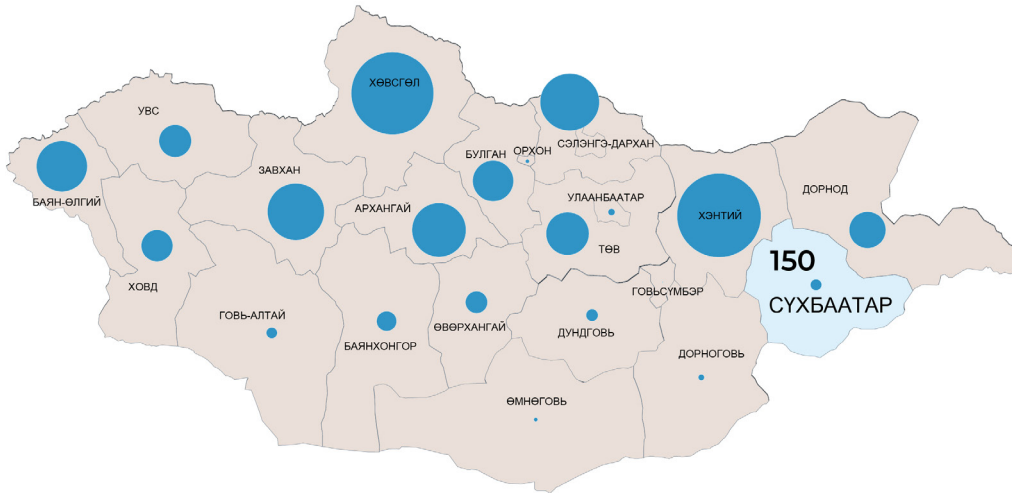 ХӨВСГӨЛ
УВС
СЭЛЭНГЭ-ДАРХАН
ОРХОН
БУЛГАН
ЗАВХАН
ДОРНОД
БАЯН-ӨЛГИЙ
УЛААНБААТАР
АРХАНГАЙ
ХЭНТИЙ
ТӨВ
150
СҮХБААТАР
ХОВД
ГОВЬСҮМБЭР
ГОВЬ-АЛТАЙ
ӨВӨРХАНГАЙ
ДУНДГОВЬ
БАЯНХОНГОР
ДОРНОГОВЬ
ӨМНӨГОВЬ